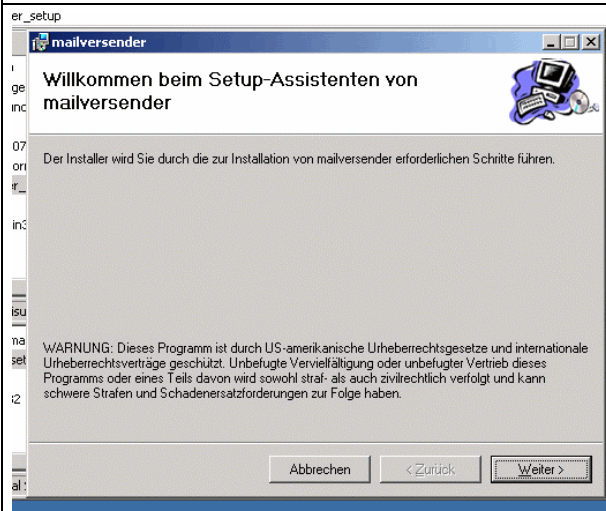 er_setup
mailversender
Willkommen beim Setup-Assistenten von
mailversender
Der Installer wird Sie durch die zur Installation von mailversender erforderlichen Schritte führen.
WARNUNG: Dieses Programm ist durch US-amerikanische Urheberrechtsgesetze und internationale
Urheberrechtsverträge geschützt. Unbefugte Vervielfältigung oder unbefugter Vertrieb dieses
Programms oder eines Teils davon wird sowohl straf- als auch zivilrechtlich verfolgt und kann
schwere Strafen und Schadenersatzforderungen zur Folge haben.
Abbrechen
< Zurück
Weiter >